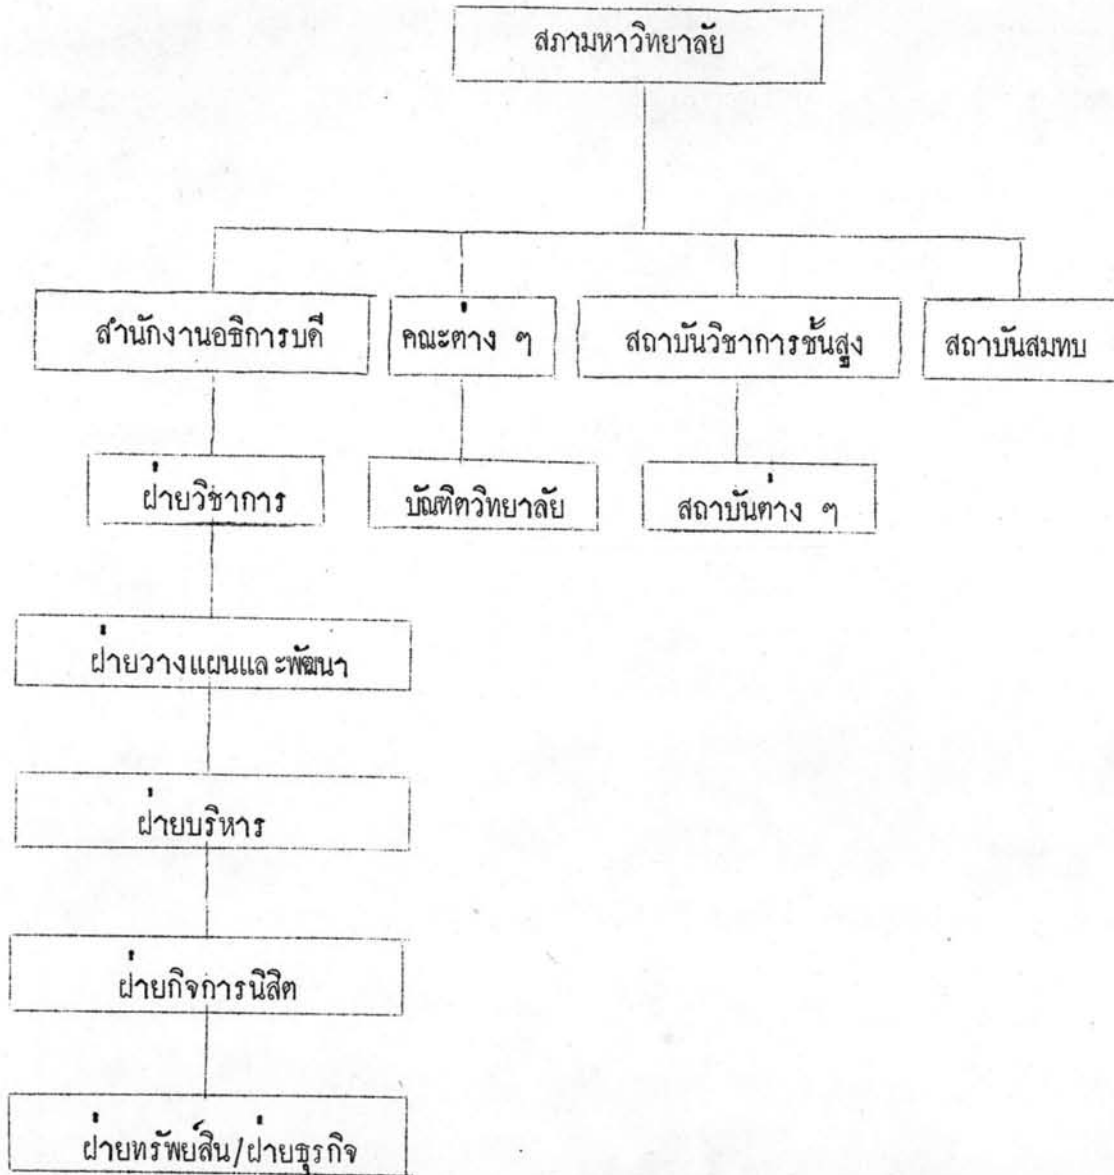 สภามหาวิทยาลัย
สำนักงานอธิการบดี
คณะต่าง ๆ
สถาบันวิชาการชั้นสูง
สถาบันสมทบ
ฝ่ายวิชาการ
บัณฑิตวิทยาลัย
สถาบันต่าง ๆ
ฝ่ายวางแผนและพัฒนา
ฝ่ายบริหาร
ฝ่ายกิจการนิสิต
ฝ่ายทรัพย์สิน/ฝ่ายธุรกิจ